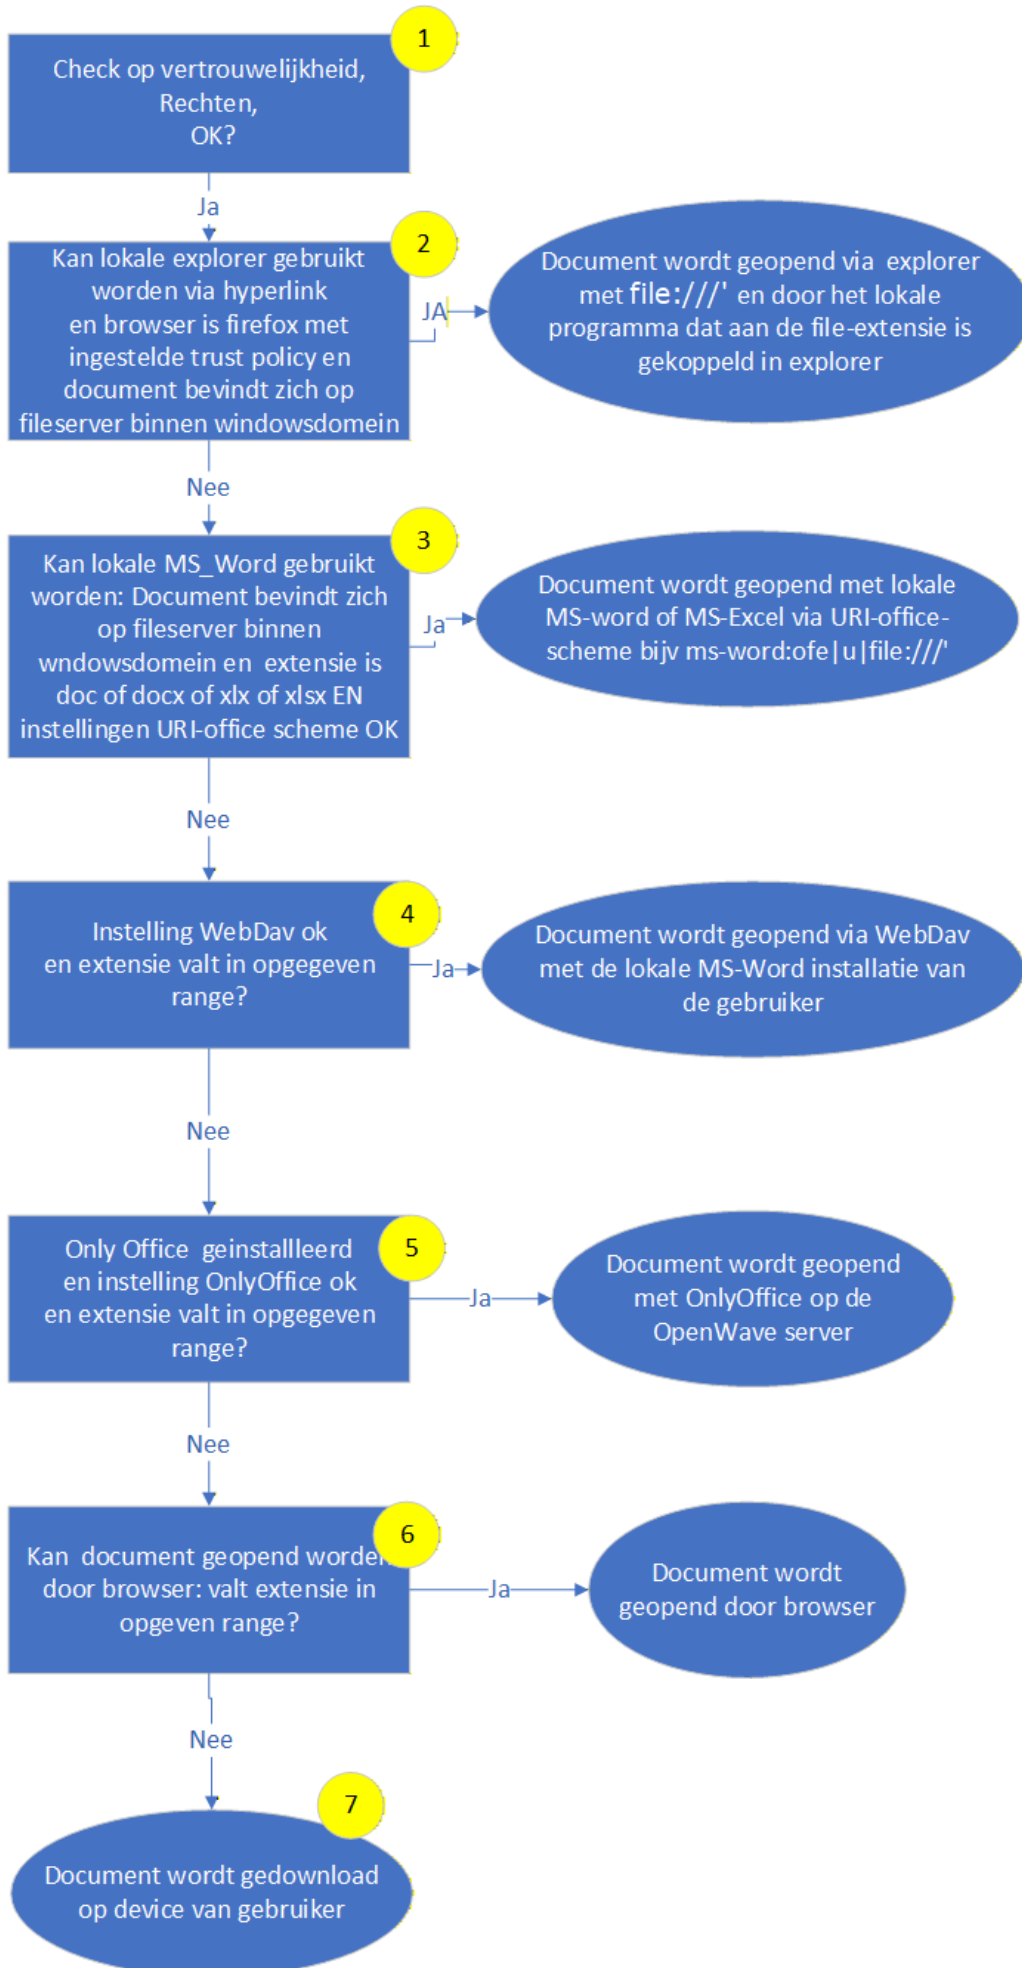 1
Check op vertrouwelijkheid,
Rechten,
OK?
Ja
2
Kan lokale explorer gebruikt
worden via hyperlink
en browser is firefox met
ingestelde trust policy en
document bevindt zich op
fileserver binnen windowsdomein
JA
Document wordt geopend via explorer
met file:///' en door het lokale
programma dat aan de file-extensie is
gekoppeld in explorer
Nee
3
Kan lokale MS_Word gebruikt
worden: Document bevindt zich
op fileserver binnen
wndowsdomein en extensie is
doc of docx of xlx of xlsx EN
instellingen URI-office scheme OK
Ja
Document wordt geopend met lokale
MS-word of MS-Excel via URI-office-
scheme bijv ms-word:ofe|u|file:///'
Nee
4
Instelling WebDav ok
en extensie valt in opgegeven
range?
Ja
Document wordt geopend via WebDav
met de lokale MS-Word installatie van
de gebruiker
Nee
5
Only Office geinstallleerd
en instelling OnlyOffice ok
en extensie valt in opgegeven
range?
Ja
Document wordt geopend
met OnlyOffice op de
OpenWave server
Nee
6
Kan document geopend worden
door browser: valt extensie in
opgeven range?
Ja
Document wordt
geopend door browser
Nee
7
Document wordt gedownload
op device van gebruiker